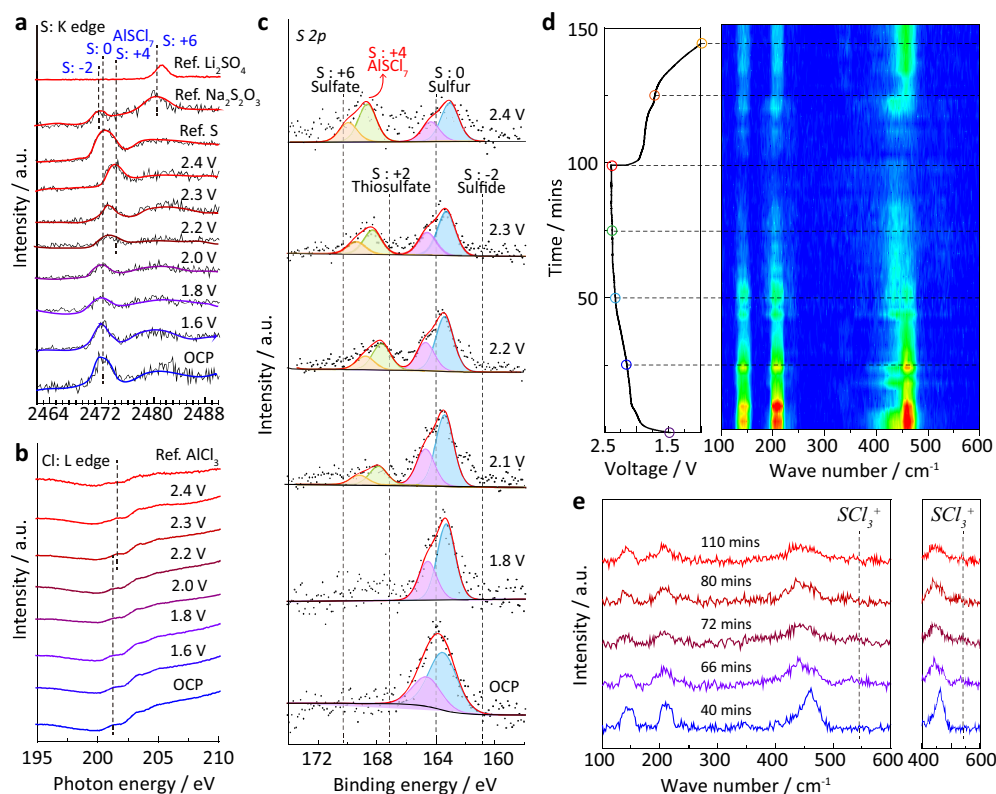 a
S: K edge
AlSCl7
S: 0
S: +6
S: -2
S: +4
Ref. Li2SO4
Ref. Na2S2O3
Ref. S
2.4 V
2.3 V
2.2 V
2.0 V
1.8 V
1.6 V
OCP
Intensity / a.u.
2464 2472 2480 2488
b
Cl: L edge
Ref. AlCl3
2.4 V
2.3 V
2.2 V
2.0 V
1.8 V
1.6 V
OCP
Intensity / a.u.
195 200 205 210
Photon energy / eV
c
S 2p
S : +4
AlSCl7
S : +6
Sulfate
S : 0
Sulfur
2.4 V
S : +2
Thiosulfate
S : -2
Sulfide
2.3 V
2.2 V
2.1 V
1.8 V
OCP
Intensity / a.u.
172 168 164 160
Binding energy / eV
d
150
100
50
Time / mins
2.5 1.5
Voltage / V
100 200 300 400 500 600
Wave number / cm-1
e
SCl3+
SCl3+
110 mins
80 mins
72 mins
66 mins
40 mins
Intensity / a.u.
100 200 300 400 500 600
400 600
Wave number / cm-1